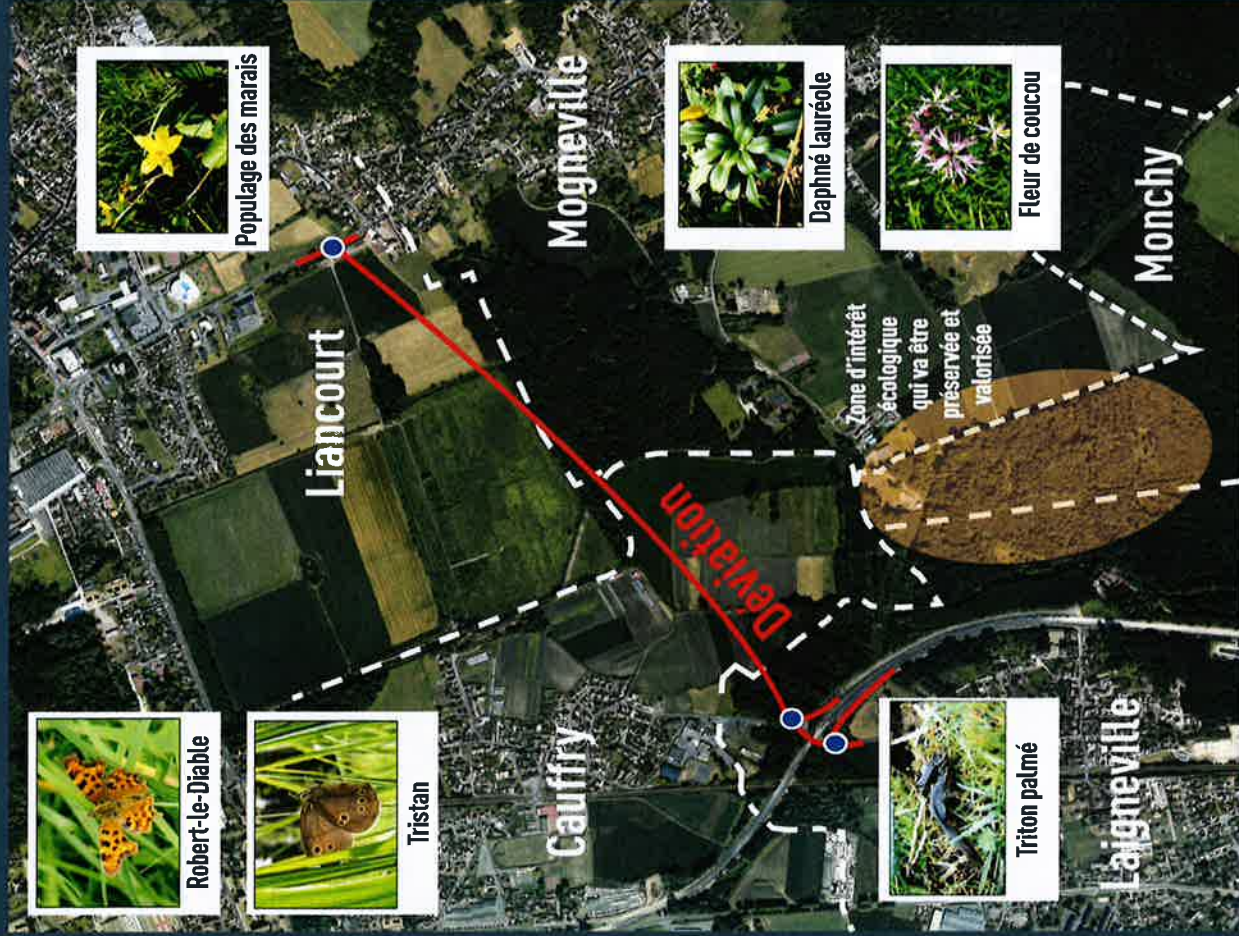 Robert-le-Diable
Tristan
Populage des marais
Liancourt
Cauffry
Mogneville
Déviation
Daphné lauréole
Fleur de coucou
Zone d'intérêt
écologique
qui va être
préservée et
valorisée
Monchy
Triton palmé
Laigneville